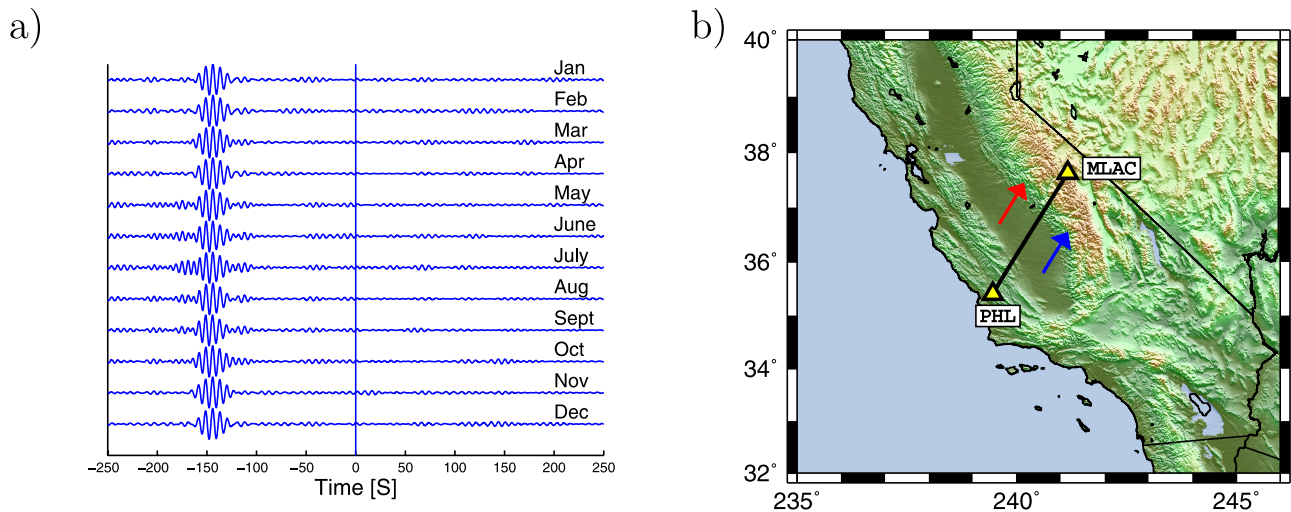 a)
Jan
Feb
Mar
Apr
May
June
July
Aug
Sept
Oct
Nov
Dec
−250 −200 −150 −100 −50 0 50 100 150 200 250
Time [S]
b)
40˚
38˚
36˚
34˚
32˚
235˚ 240˚ 245˚
MLAC
PHL